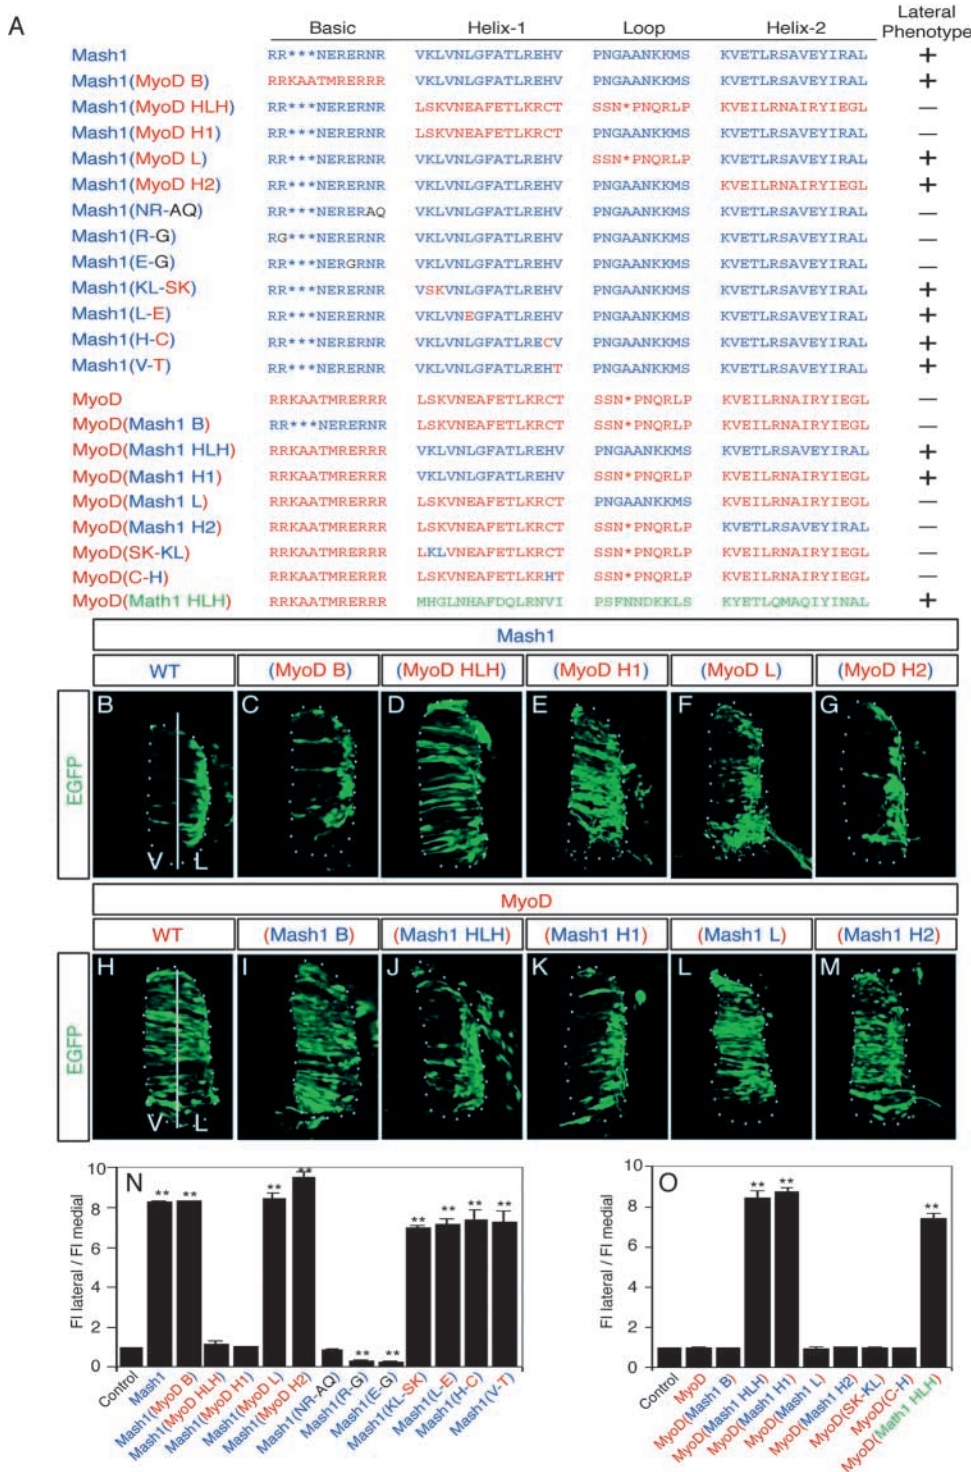 A
Basic Helix-1 Loop Helix-2 Lateral Phenotype
Mash1 RR***NERERNR VKLVNLGFATLREHV PNGAANKKMS KVETLRSAVEYIRAL +
Mash1(MyoD B) RRKAATMRERRR VKLVNLGFATLREHV PNGAANKKMS KVETLRSAVEYIRAL +
Mash1(MyoD HLH) RR***NERERNR LSKVNEAFETLKRCT SSN*PNQRLP KVEILRNAIRYIEGL —
Mash1(MyoD H1) RR***NERERNR LSKVNEAFETLKRCT PNGAANKKMS KVETLRSAVEYIRAL —
Mash1(MyoD L) RR***NERERNR VKLVNLGFATLREHV SSN*PNQRLP KVETLRSAVEYIRAL +
Mash1(MyoD H2) RR***NERERNR VKLVNLGFATLREHV PNGAANKKMS KVEILRNAIRYIEGL +
Mash1(NR-AQ) RR***NERERAQ VKLVNLGFATLREHV PNGAANKKMS KVETLRSAVEYIRAL —
Mash1(R-G) RG***NERERNR VKLVNLGFATLREHV PNGAANKKMS KVETLRSAVEYIRAL —
Mash1(E-G) RR***NERGRNR VKLVNLGFATLREHV PNGAANKKMS KVETLRSAVEYIRAL —
Mash1(KL-SK) RR***NERERNR VSKVNLGFATLREHV PNGAANKKMS KVETLRSAVEYIRAL +
Mash1(L-E) RR***NERERNR VKLVNEGFATLREHV PNGAANKKMS KVETLRSAVEYIRAL +
Mash1(H-C) RR***NERERNR VKLVNLGFATLRECV PNGAANKKMS KVETLRSAVEYIRAL +
Mash1(V-T) RR***NERERNR VKLVNLGFATLREHT PNGAANKKMS KVETLRSAVEYIRAL +
MyoD RRKAATMRERRR LSKVNEAFETLKRCT SSN*PNQRLP KVEILRNAIRYIEGL —
MyoD(Mash1 B) RR***NERERNR LSKVNEAFETLKRCT SSN*PNQRLP KVEILRNAIRYIEGL —
MyoD(Mash1 HLH) RRKAATMRERRR VKLVNLGFATLREHV PNGAANKKMS KVETLRSAVEYIRAL +
MyoD(Mash1 H1) RRKAATMRERRR VKLVNLGFATLREHV SSN*PNQRLP KVEILRNAIRYIEGL +
MyoD(Mash1 L) RRKAATMRERRR LSKVNEAFETLKRCT PNGAANKKMS KVEILRNAIRYIEGL —
MyoD(Mash1 H2) RRKAATMRERRR LSKVNEAFETLKRCT SSN*PNQRLP KVETLRSAVEYIRAL —
MyoD(SK-KL) RRKAATMRERRR LKLVNEAFETLKRCT SSN*PNQRLP KVEILRNAIRYIEGL —
MyoD(C-H) RRKAATMRERRR LSKVNEAFETLKRHT SSN*PNQRLP KVEILRNAIRYIEGL —
MyoD(Math1 HLH) RRKAATMRERRR MHGLNHAFDQLRNVI PSFNNDKKLS KYETLQMAQIYINAL +
Mash1
WT (MyoD B) (MyoD HLH) (MyoD H1) (MyoD L) (MyoD H2)
EGFP
B C D E F G
V L
MyoD
WT (Mash1 B) (Mash1 HLH) (Mash1 H1) (Mash1 L) (Mash1 H2)
EGFP
H I J K L M
V L
N
FI lateral / FI medial
10
8
6
4
2
0
** ** ** ** ** ** ** ** ** **
Control
Mash1
Mash1(MyoD B)
Mash1(MyoD HLH)
Mash1(MyoD H1)
Mash1(MyoD L)
Mash1(MyoD H2)
Mash1(NR-AQ)
Mash1(R-G)
Mash1(E-G)
Mash1(KL-SK)
Mash1(L-E)
Mash1(H-C)
Mash1(V-T)
O
FI lateral / FI medial
10
8
6
4
2
0
** ** **
Control
MyoD
MyoD(Mash1 B)
MyoD(Mash1 HLH)
MyoD(Mash1 H1)
MyoD(Mash1 L)
MyoD(Mash1 H2)
MyoD(SK-KL)
MyoD(C-H)
MyoD(Math1 HLH)